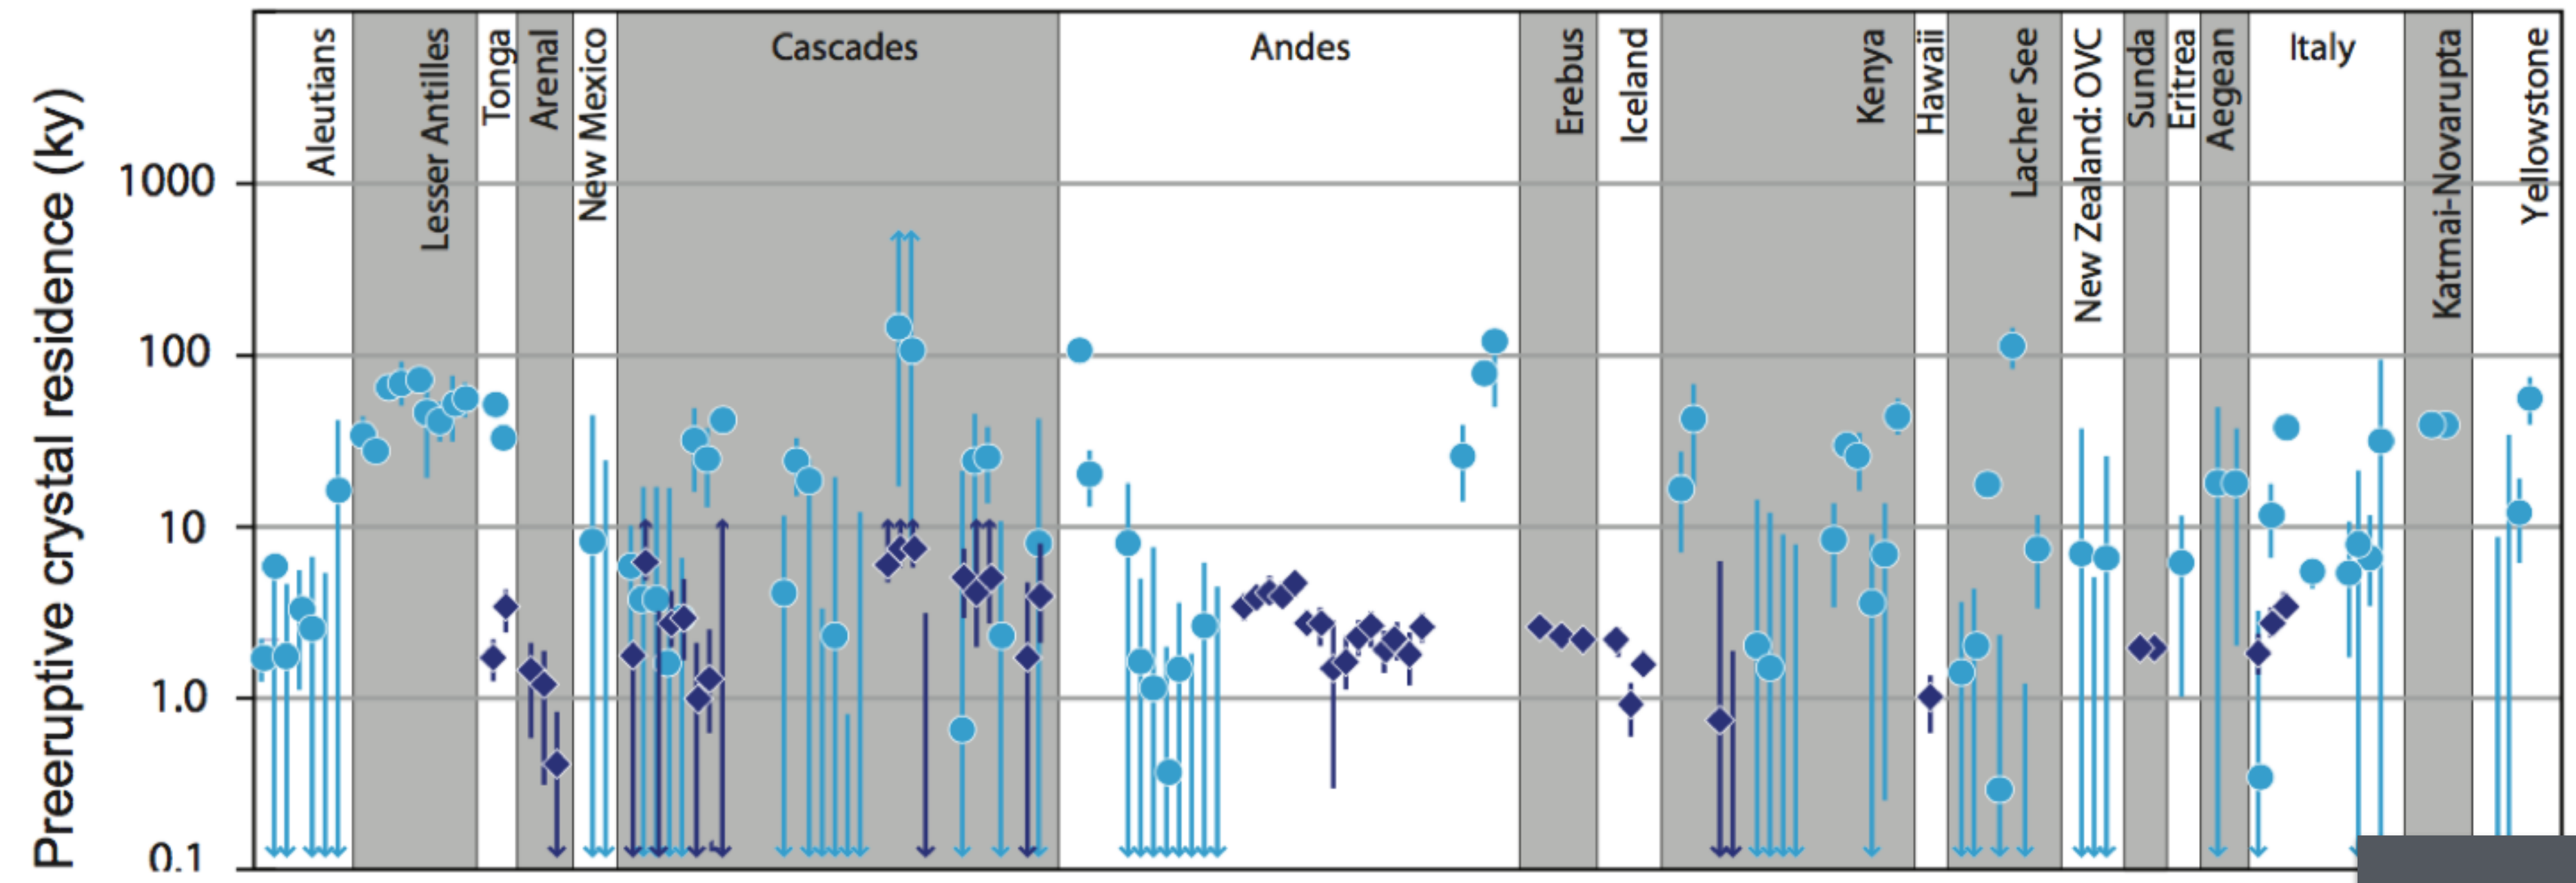 Preeruptive crystal residence (ky)
1000
100
10
1.0
0.1
Aleutians
Lesser Antilles
Tonga
Arenal
New Mexico
Cascades
Andes
Erebus
Iceland
Kenya
Hawaii
Lacher See
New Zealand: OVC
Sunda
Eritrea
Aegean
Italy
Katmai-Novarupta
Yellowstone